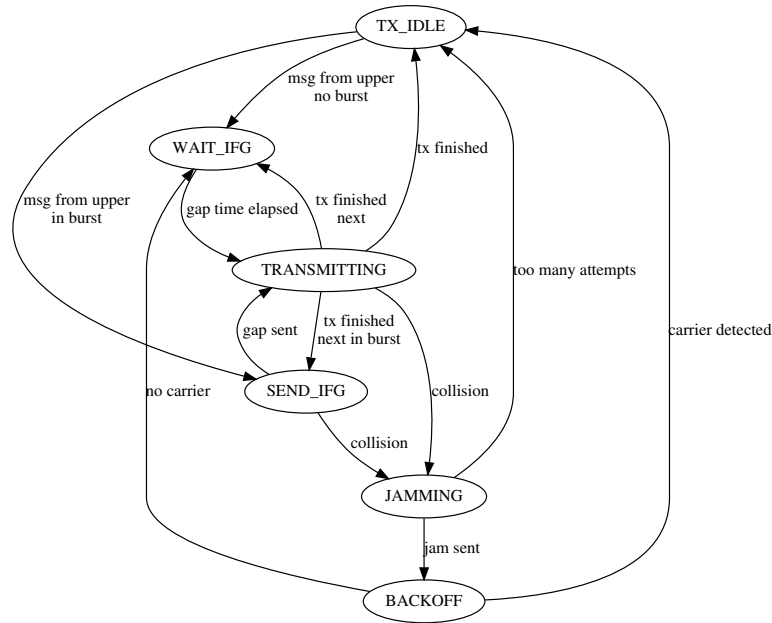 TX_IDLE
msg from upper
no burst
WAIT_IFG
tx finished
msg from upper
in burst
gap time elapsed
tx finished
next
TRANSMITTING
too many attempts
gap sent
tx finished
next in burst
carrier detected
SEND_IFG
no carrier
collision
collision
JAMMING
jam sent
BACKOFF